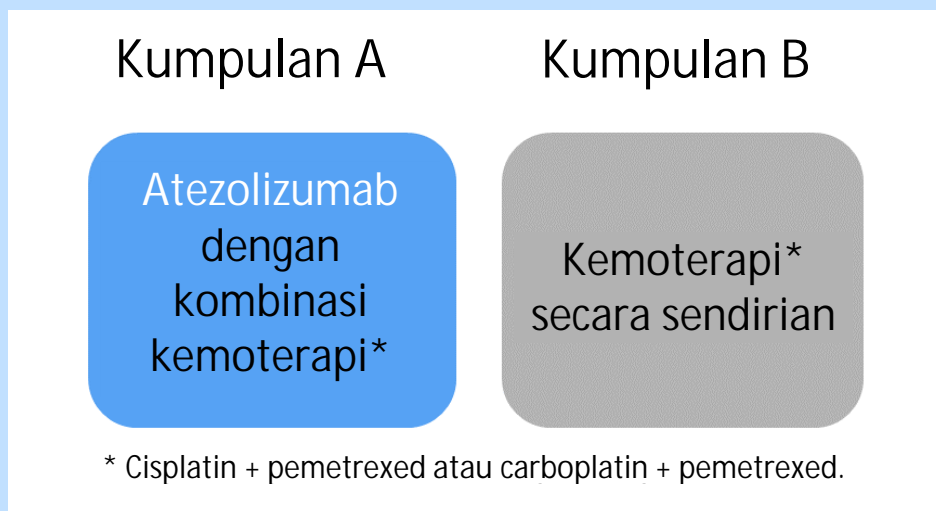 Kumpulan A
Kumpulan B
Atezolizumab
dengan
kombinasi
kemoterapi*
Kemoterapi*
secara sendirian
* Cisplatin + pemetrexed atau carboplatin + pemetrexed.